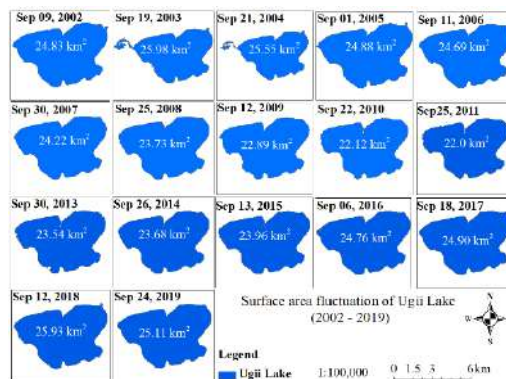 Sep 09, 2002 Sep 19, 2003 Sep 21, 2004 Sep 01, 2005 Sep 11, 2006
24.83 km² 25.98 km² 25.55 km² 24.88 km² 24.69 km²
Sep 30, 2007 Sep 25, 2008 Sep 12, 2009 Sep 22, 2010 Sep25, 2011
24.22 km² 23.73 km² 22.89 km² 22.12 km² 22.0 km²
Sep 30, 2013 Sep 26, 2014 Sep 13, 2015 Sep 06, 2016 Sep 18, 2017
23.54 km² 23.68 km² 23.96 km² 24.76 km² 24.90 km²
Sep 12, 2018 Sep 24, 2019
25.93 km² 25.11 km²
Surface area fluctuation of Ugii Lake
(2002 - 2019)
N
W E
S
Legend
Ugii Lake 1:100,000 0 1.5 3 6 km